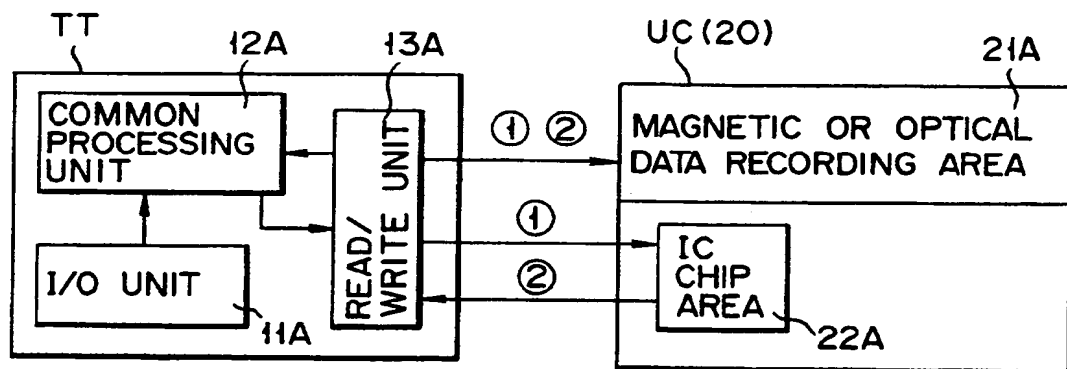 TT
12A
13A
UC(20)
21A
COMMON
PROCESSING
UNIT
READ/
WRITE UNIT
① ②
MAGNETIC OR OPTICAL
DATA RECORDING AREA
①
②
I/O UNIT
11A
IC
CHIP
AREA
22A